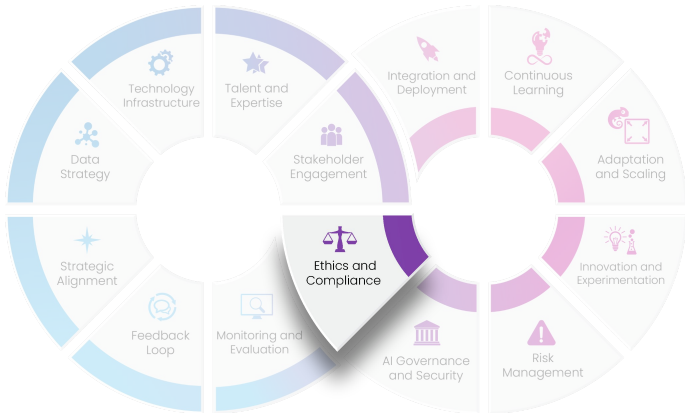 Technology
Infrastructure
Talent and
Expertise
Integration and
Deployment
Continuous
Learning
Data
Strategy
Stakeholder
Engagement
Adaptation
and Scaling
Strategic
Alignment
Ethics and
Compliance
Innovation and
Experimentation
Feedback
Loop
Monitoring and
Evaluation
AI Governance
and Security
Risk
Management